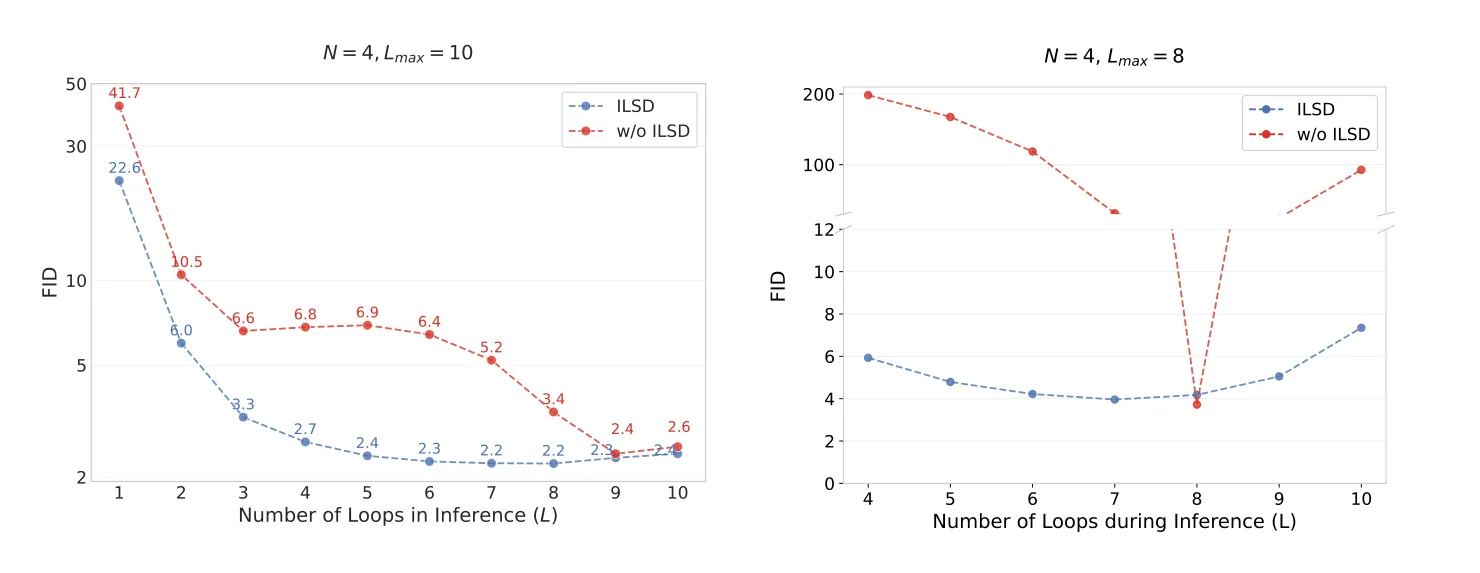 N = 4, L_max = 10
FID
50
30
10
5
2
41.7
22.6
10.5
6.0
6.6
3.3
6.8
2.7
6.9
2.4
6.4
2.3
5.2
2.2
3.4
2.2
2.4
2.3
2.6
2.4
ILSD
w/o ILSD
1 2 3 4 5 6 7 8 9 10
Number of Loops in Inference (L)
N = 4, L_max = 8
FID
200
100
12
10
8
6
4
2
0
ILSD
w/o ILSD
4 5 6 7 8 9 10
Number of Loops during Inference (L)